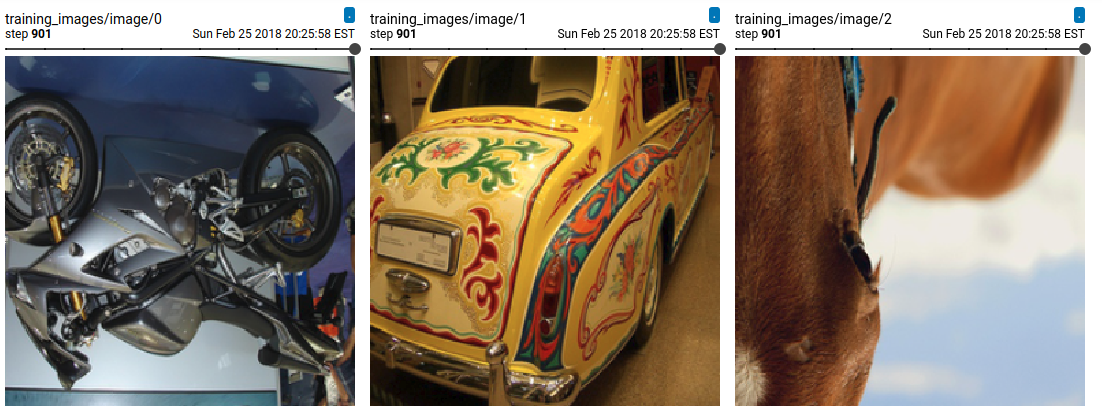 training_images/image/0
step 901
Sun Feb 25 2018 20:25:58 EST
training_images/image/1
step 901
Sun Feb 25 2018 20:25:58 EST
training_images/image/2
step 901
Sun Feb 25 2018 20:25:58 EST